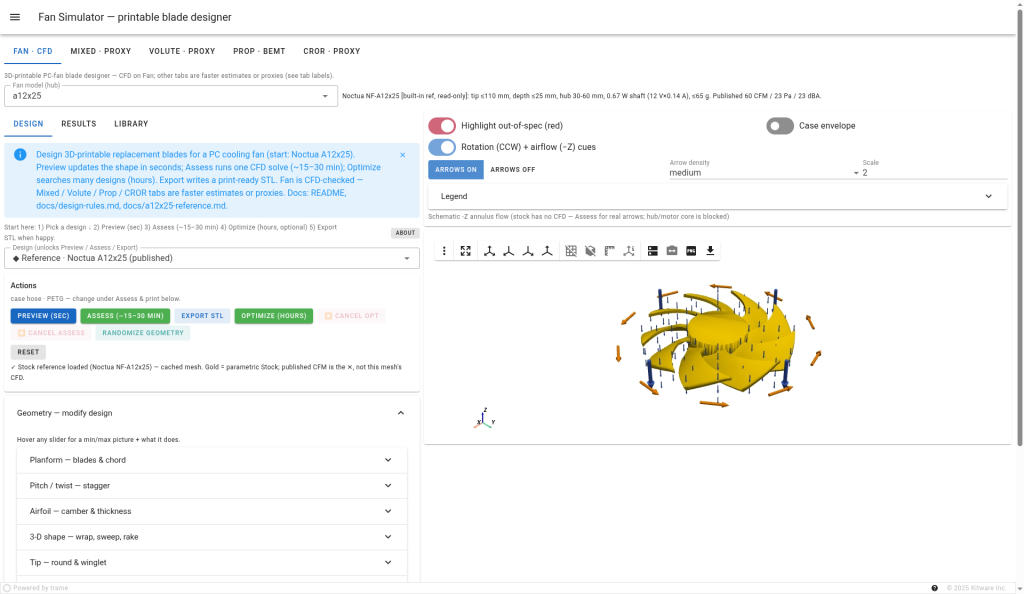 Fan Simulator — printable blade designer
FAN · CFD
MIXED · PROXY
VOLUTE · PROXY
PROP · BEMT
CROR · PROXY
3D-printable PC-fan blade designer — CFD on Fan; other tabs are faster estimates or proxies (see tab labels).
Fan model (hub)
a12x25
Noctua NF-A12x25 [built-in ref, read-only]: tip ≤110 mm, depth ≤25 mm, hub 30-60 mm, 0.67 W shaft (12 V×0.14 A), ≤65 g. Published 60 CFM / 23 Pa / 23 dBA.
DESIGN
RESULTS
LIBRARY
Design 3D-printable replacement blades for a PC cooling fan (start: Noctua A12x25).
Preview updates the shape in seconds; Assess runs one CFD solve (~15–30 min); Optimize
searches many designs (hours). Export writes a print-ready STL. Fan is CFD-checked —
Mixed / Volute / Prop / CROR tabs are faster estimates or proxies. Docs: README,
docs/design-rules.md, docs/a12x25-reference.md.
Start here: 1) Pick a design ↓ 2) Preview (sec) 3) Assess (~15–30 min) 4) Optimize (hours, optional) 5) Export
STL when happy.
ABOUT
Design (unlocks Preview / Assess / Export)
◆ Reference · Noctua A12x25 (published)
Actions
case hose · PETG — change under Assess & print below.
PREVIEW (SEC)
ASSESS (~15–30 MIN)
EXPORT STL
OPTIMIZE (HOURS)
CANCEL OPT
CANCEL ASSESS
RANDOMIZE GEOMETRY
RESET
✓ Stock reference loaded (Noctua NF-A12x25) — cached mesh. Gold = parametric Stock; published CFM is the ✕, not this mesh's
CFD.
Geometry — modify design
Hover any slider for a min/max picture + what it does.
Planform — blades & chord
Pitch / twist — stagger
Airfoil — camber & thickness
3-D shape — wrap, sweep, rake
Tip — round & winglet
Highlight out-of-spec (red)
Case envelope
Rotation (CCW) + airflow (−Z) cues
ARROWS ON
ARROWS OFF
Arrow density
medium
Scale
2
Legend
Schematic -Z annulus flow (stock has no CFD — Assess for real arrows; hub/motor core is blocked)
PNG
Z
X
Y
Powered by trame
© 2025 Kitware Inc.